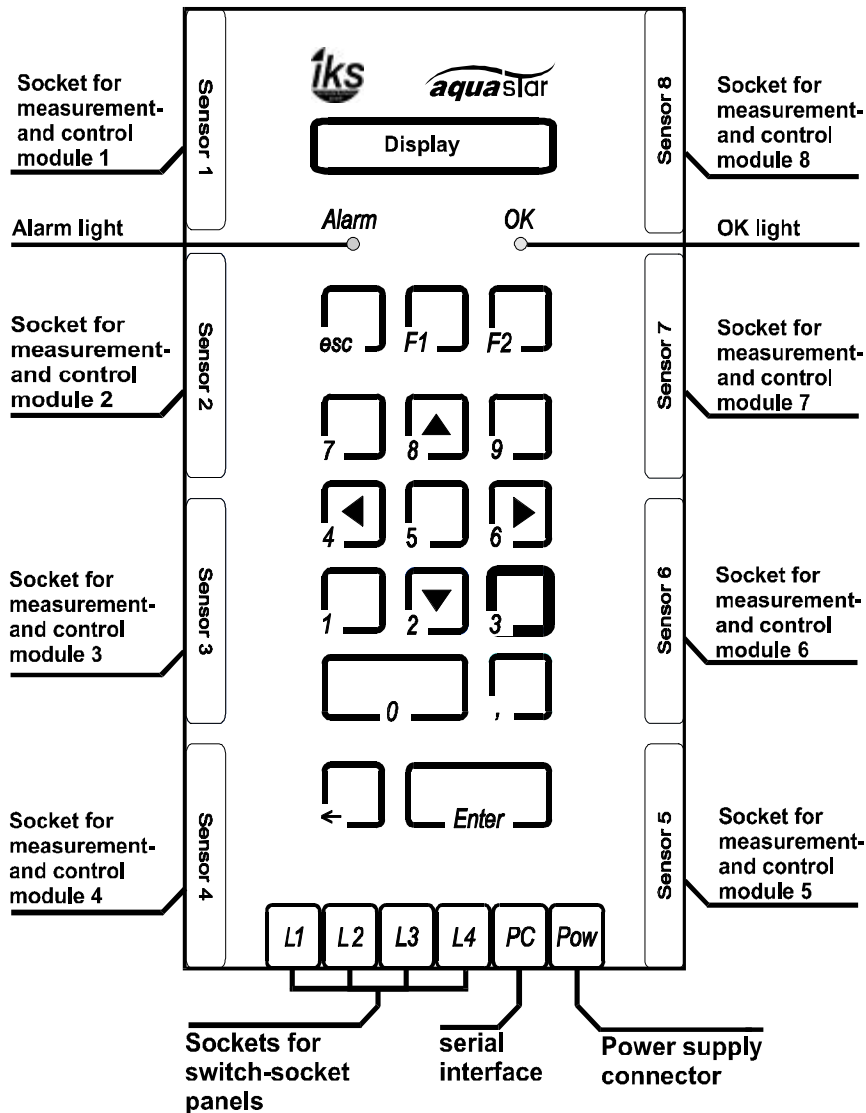 iks
aquastar
Display
Socket for
measurement-
and control
module 1
Sensor 1
Sensor 8
Socket for
measurement-
and control
module 8
Alarm light
Alarm
OK
OK light
Socket for
measurement-
and control
module 2
Sensor 2
esc F1 F2
Sensor 7
Socket for
measurement-
and control
module 7
7 8 9
4 5 6
Socket for
measurement-
and control
module 3
Sensor 3
1 2 3
Sensor 6
Socket for
measurement-
and control
module 6
0 ,
← Enter
Socket for
measurement-
and control
module 4
Sensor 4
Sensor 5
Socket for
measurement-
and control
module 5
L1 L2 L3 L4 PC Pow
Sockets for
switch-socket
panels
serial
interface
Power supply
connector